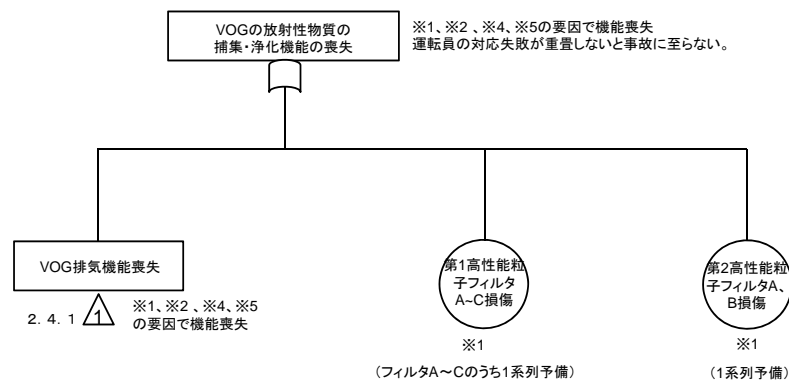 VOGの放射性物質の
捕集・浄化機能の喪失
※1、※2 、※4、※5の要因で機能喪失
運転員の対応失敗が重畳しないと事故に至らない。
VOG排気機能喪失
2. 4. 1
1
※1、※2 、※4、※5
の要因で機能喪失
第1高性能粒
子フィルタ
A~C損傷
※1
(フィルタA~Cのうち1系列予備)
第2高性能粒
子フィルタA、
B損傷
※1
(1系列予備)